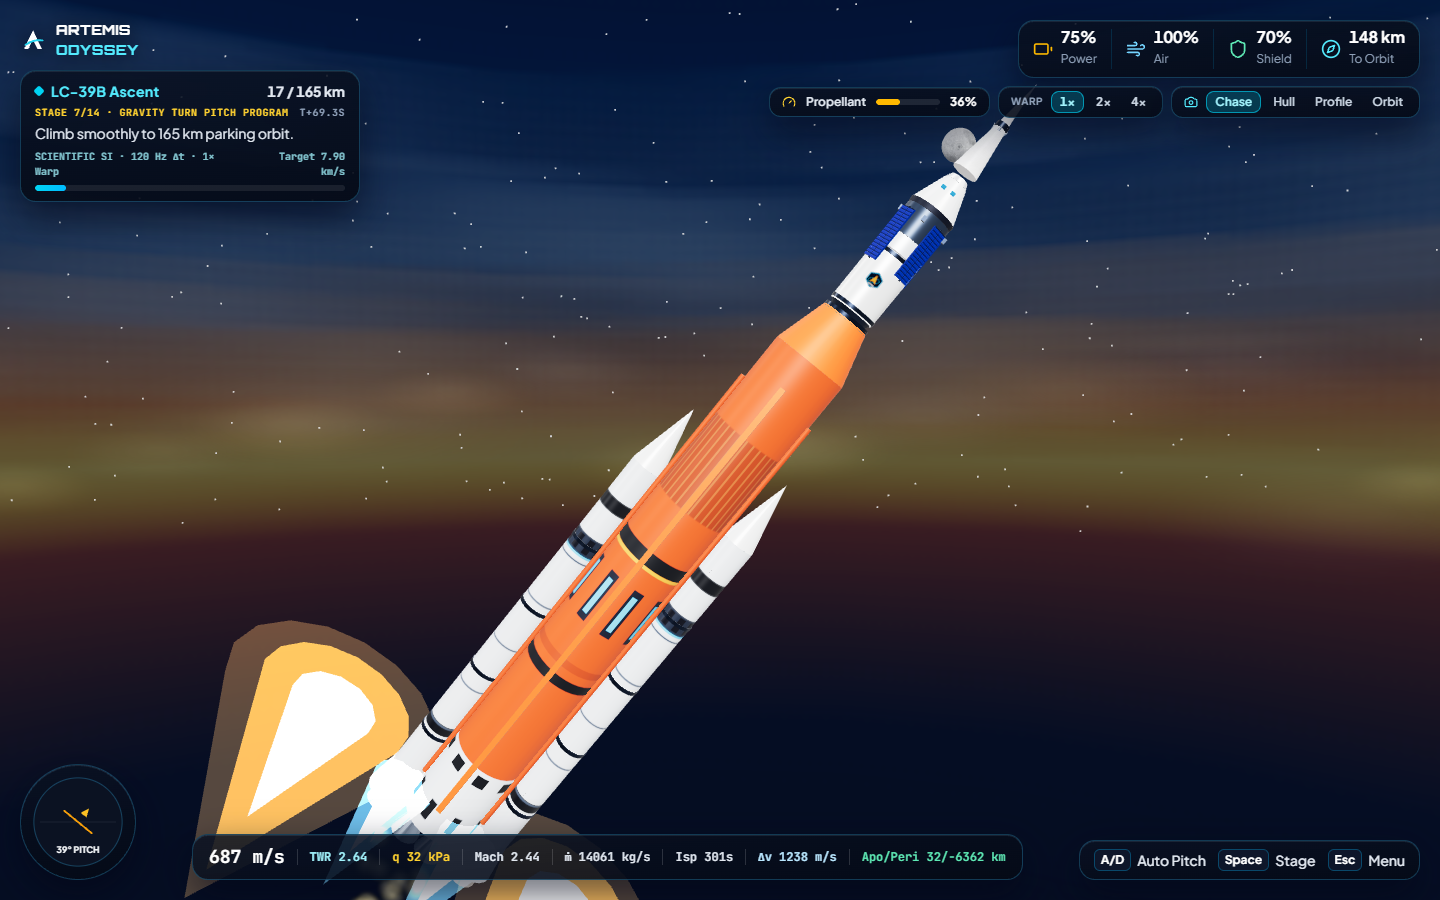 ARTEMIS
ODYSSEY
LC-39B Ascent 17 / 165 km
STAGE 7/14 · GRAVITY TURN PITCH PROGRAM T+69.3S
Climb smoothly to 165 km parking orbit.
SCIENTIFIC SI · 120 Hz Δt · 1× Target 7.90
Warp km/s
75% 100% 70% 148 km
Power Air Shield To Orbit
Propellant 36% WARP 1× 2× 4× Chase Hull Profile Orbit
39° PITCH
687 m/s TWR 2.64 q 32 kPa Mach 2.44 ṁ 14061 kg/s Isp 301s Δv 1238 m/s Apo/Peri 32/-6362 km
A/D Auto Pitch Space Stage Esc Menu